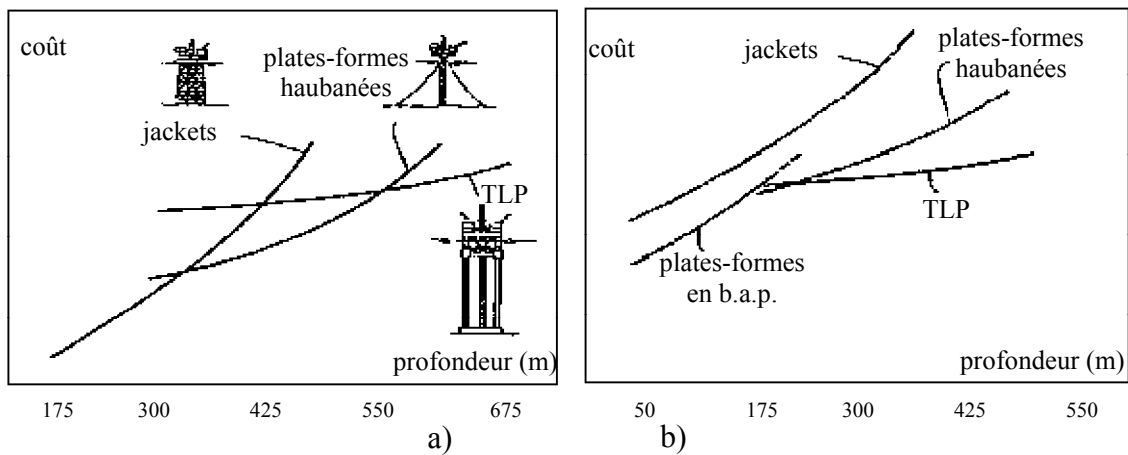 coût
plates-formes
haubanées
jackets
TLP
profondeur (m)
175 300 425 550 675
a)
coût
jackets
plates-formes
haubanées
TLP
plates-formes
en b.a.p.
profondeur (m)
50 175 300 425 550
b)